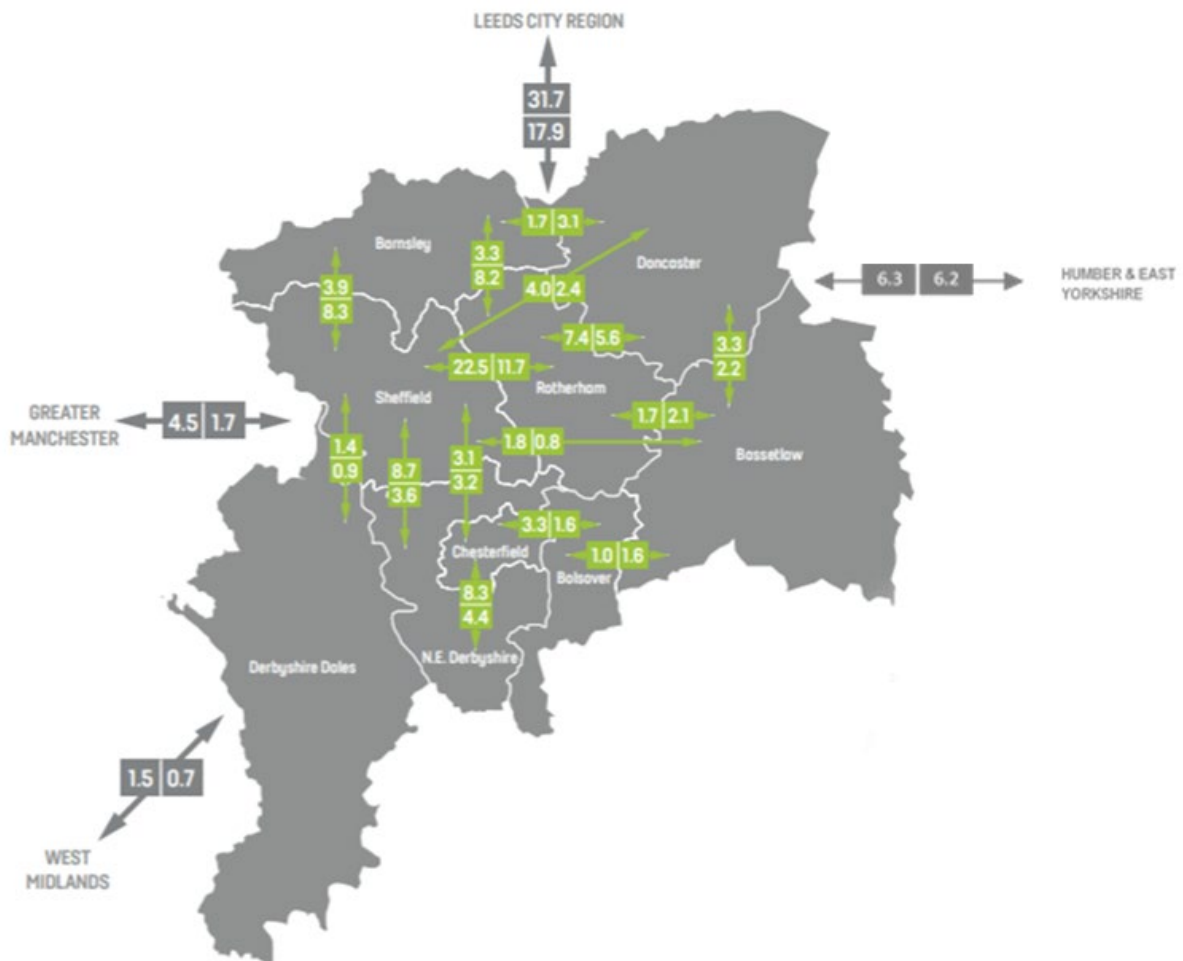 LEEDS CITY REGION
31.7
17.9
1.7 3.1
Barnsley
3.3
8.2
Doncaster
3.9
8.3
4.0 2.4
6.3 6.2
HUMBER & EAST
YORKSHIRE
7.4 5.6
3.3
2.2
22.5 11.7
Rotherham
Sheffield
GREATER
MANCHESTER
4.5 1.7
1.7 2.1
1.4
0.9
1.8 0.8
Bassetlaw
8.7
3.6
3.1
3.2
3.3 1.6
Chesterfield
1.0 1.6
Bolsover
8.3
4.4
N.E. Derbyshire
Derbyshire Dales
1.5 0.7
WEST
MIDLANDS